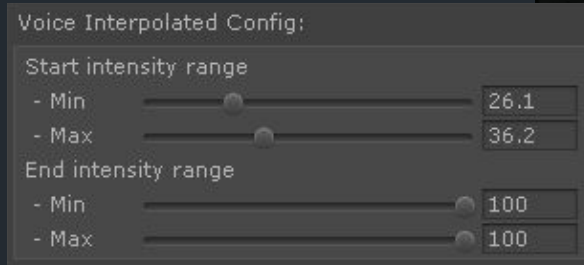 Voice Interpolated Config:
Start intensity range
- Min 26.1
- Max 36.2
End intensity range
- Min 100
- Max 100